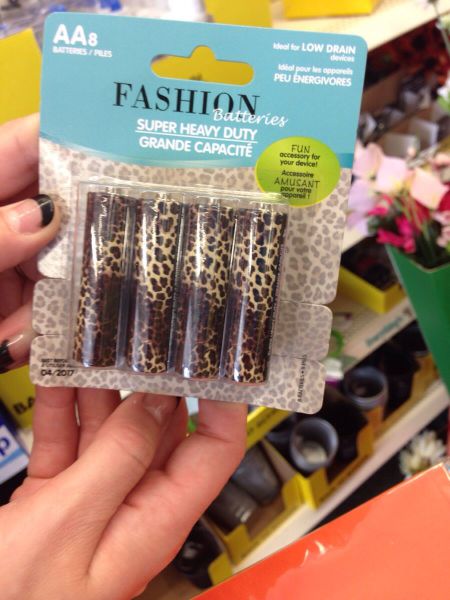 AA8
BATTERIES / PILES
Ideal for LOW DRAIN
devices
Idéal pour les appareils
PEU ÉNERGIVORES
FASHION
Batteries
SUPER HEAVY DUTY
GRANDE CAPACITÉ
FUN
accessory for
your device!
Accessoire
AMUSANT
pour votre
appareil !
04/2017